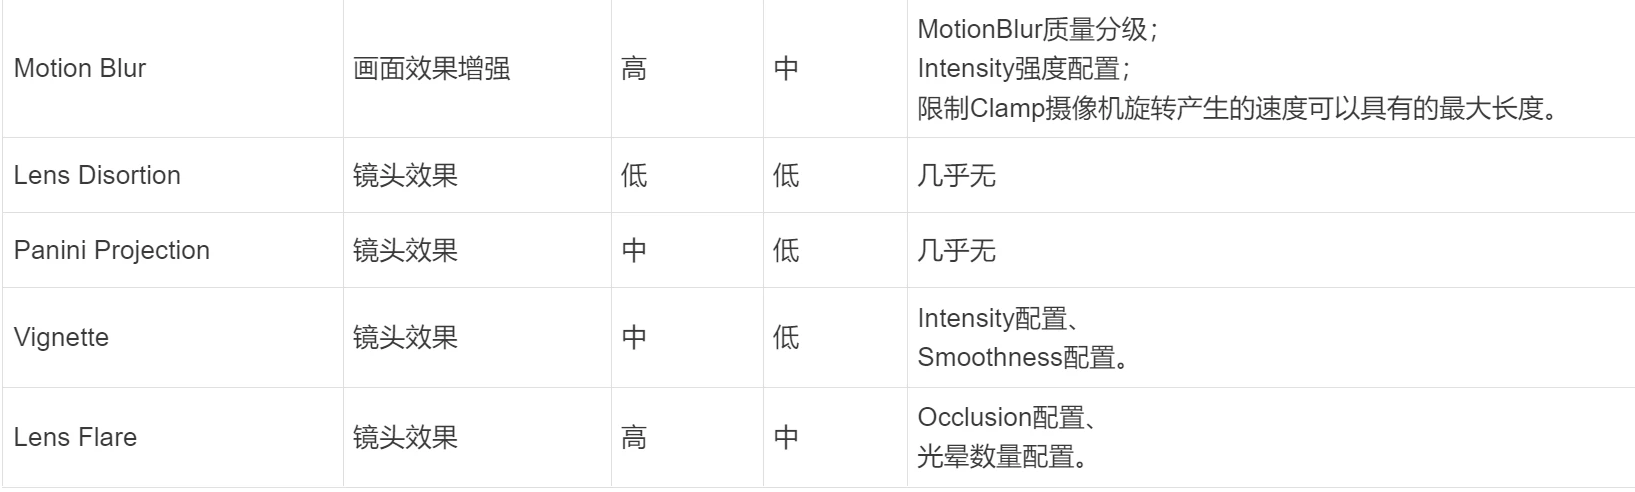 Motion Blur 画面效果增强 高 中 MotionBlur质量分级；
Intensity强度配置；
限制Clamp摄像机旋转产生的速度可以具有的最大长度。
Lens Disortion 镜头效果 低 低 几乎无
Panini Projection 镜头效果 中 低 几乎无
Vignette 镜头效果 中 低 Intensity配置、
Smoothness配置。
Lens Flare 镜头效果 高 中 Occlusion配置、
光晕数量配置。